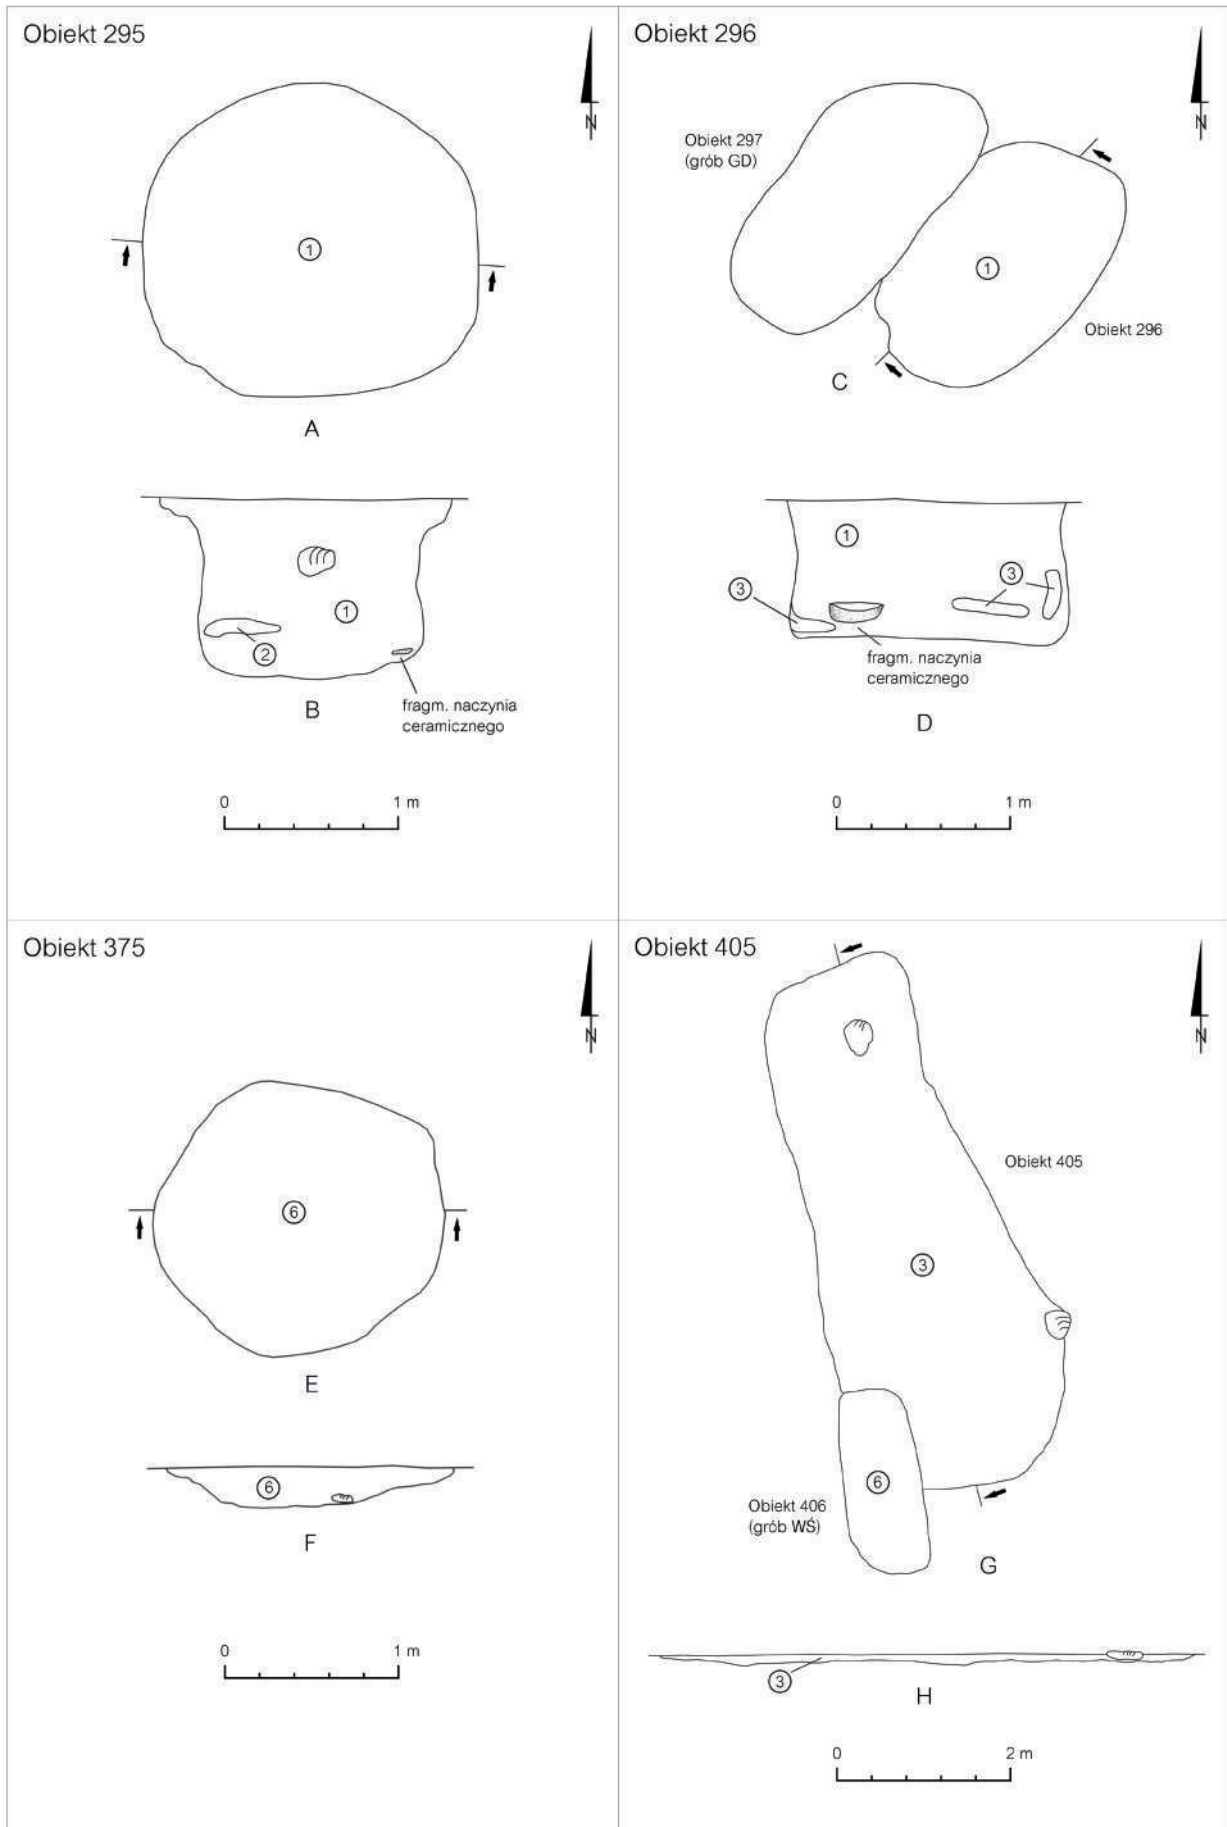 Obiekt 295
N
1
A
1
2
fragm. naczynia
ceramicznego
B
0 1 m
Obiekt 296
N
Obiekt 297
(grób GD)
1
Obiekt 296
C
1
3
3
fragm. naczynia
ceramicznego
D
0 1 m
Obiekt 375
N
6
E
6
F
0 1 m
Obiekt 405
N
Obiekt 405
3
6
Obiekt 406
(grób WŚ)
G
3
H
0 2 m